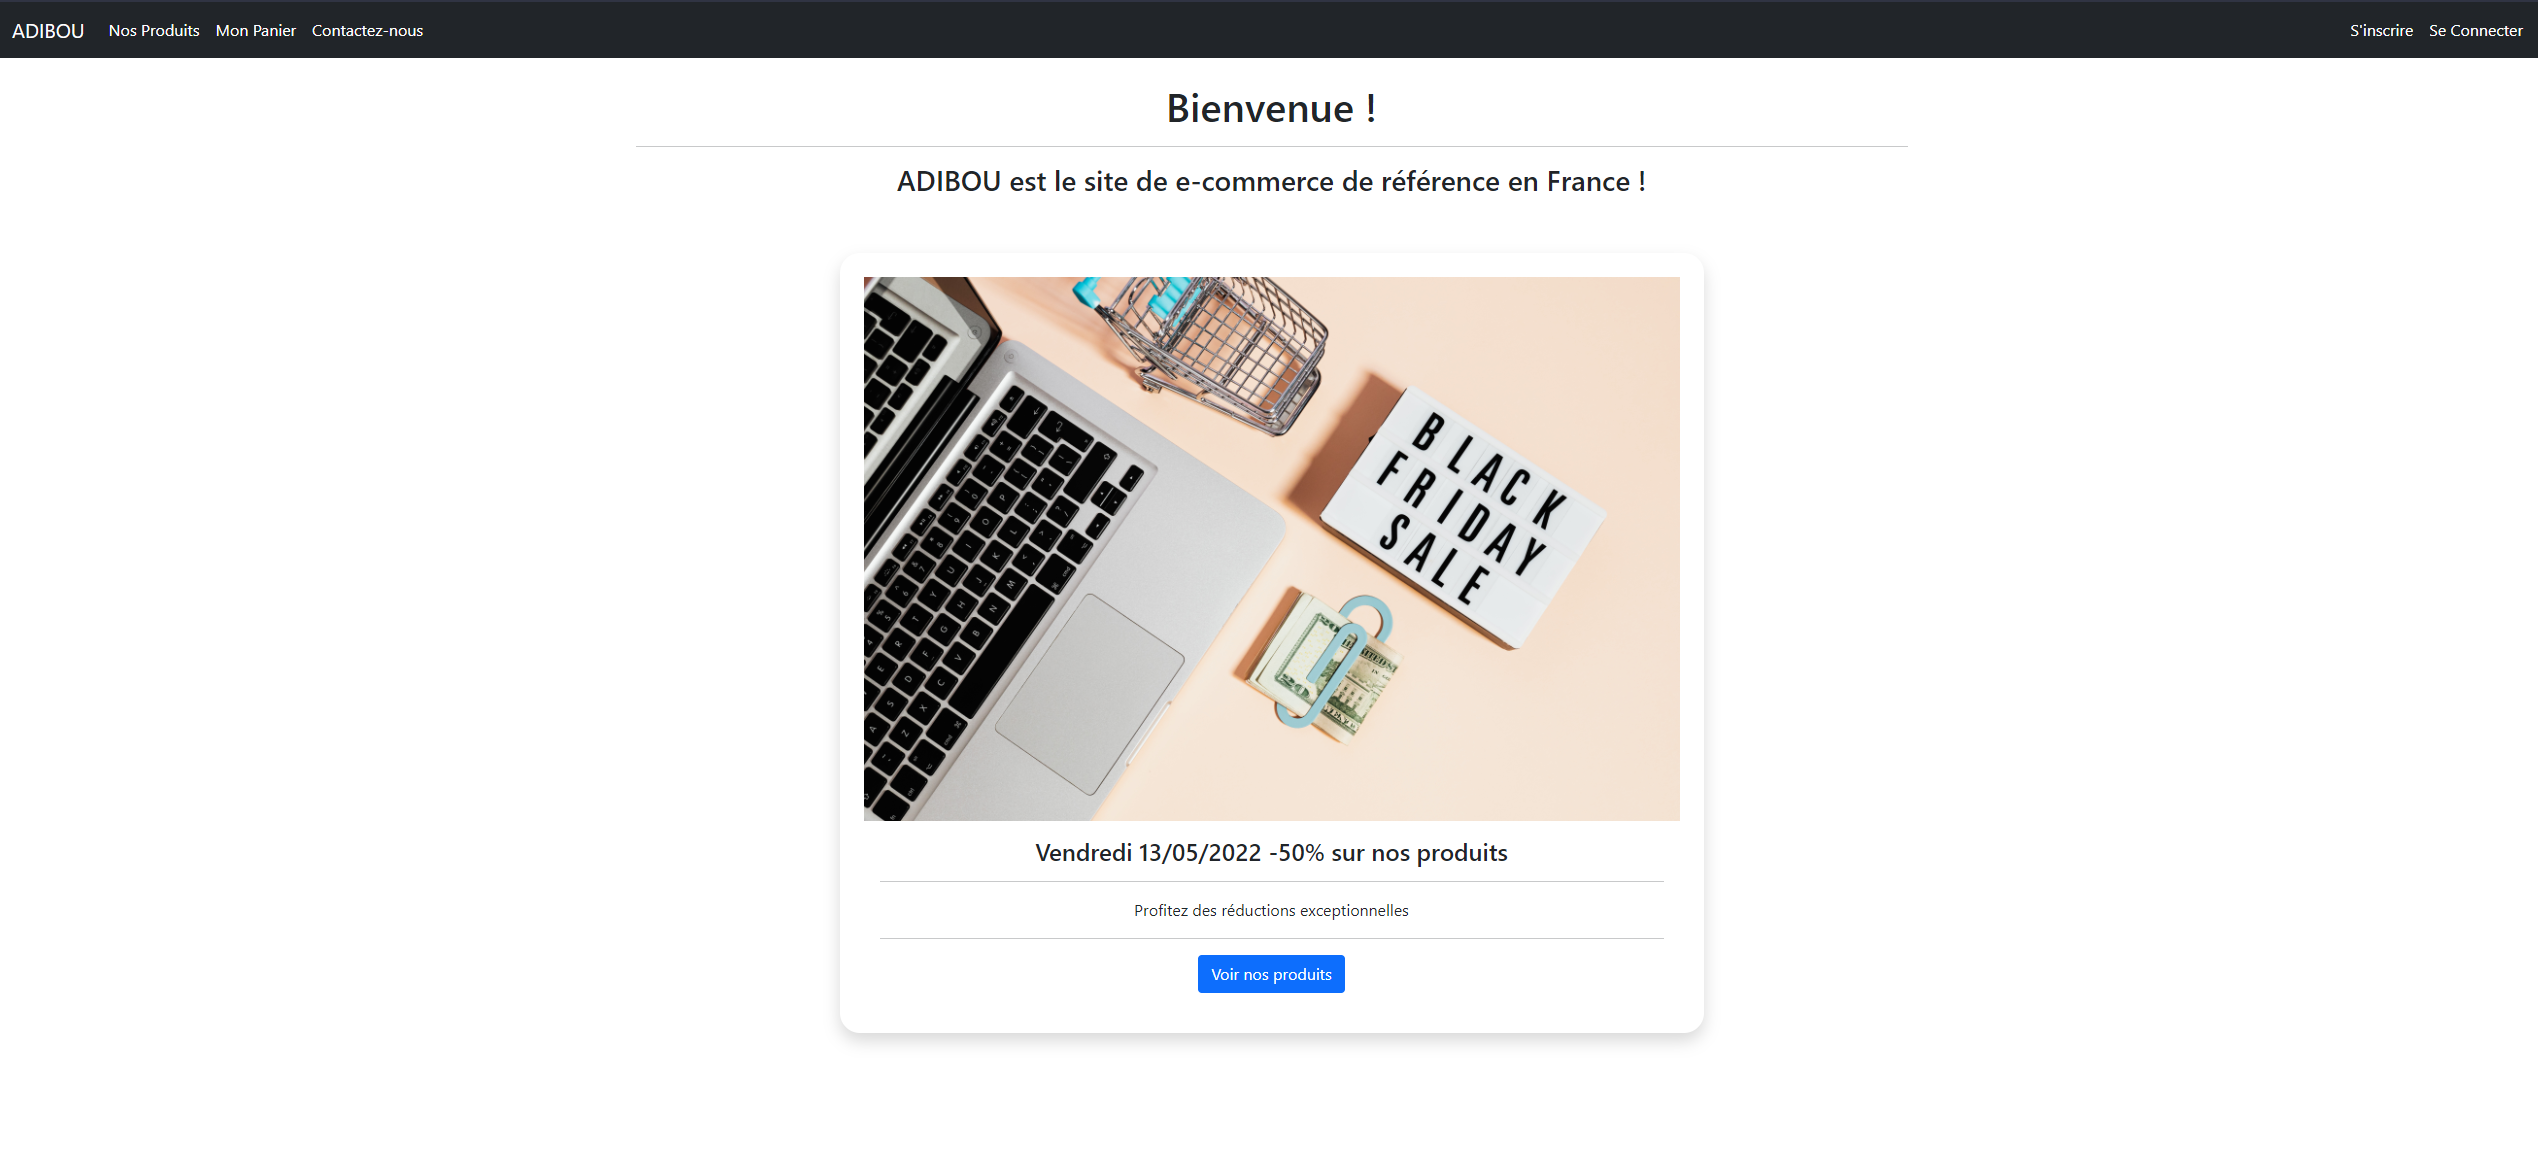 ADIBOU Nos Produits Mon Panier Contactez-nous S'inscrire Se Connecter
Bienvenue !
ADIBOU est le site de e-commerce de référence en France !
BLACK
FRIDAY
SALE
20
Vendredi 13/05/2022 -50% sur nos produits
Profitez des réductions exceptionnelles
Voir nos produits